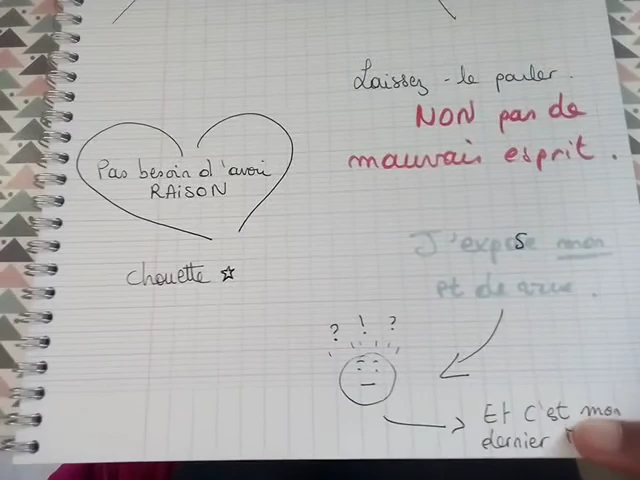 Laissez-le parler.
NON pas de
mauvais esprit.
Pas besoin d'avoir
RAISON
chouette ☆
J'expose mon
pt de vue.
? ! ?
Et c'est mon
dernier